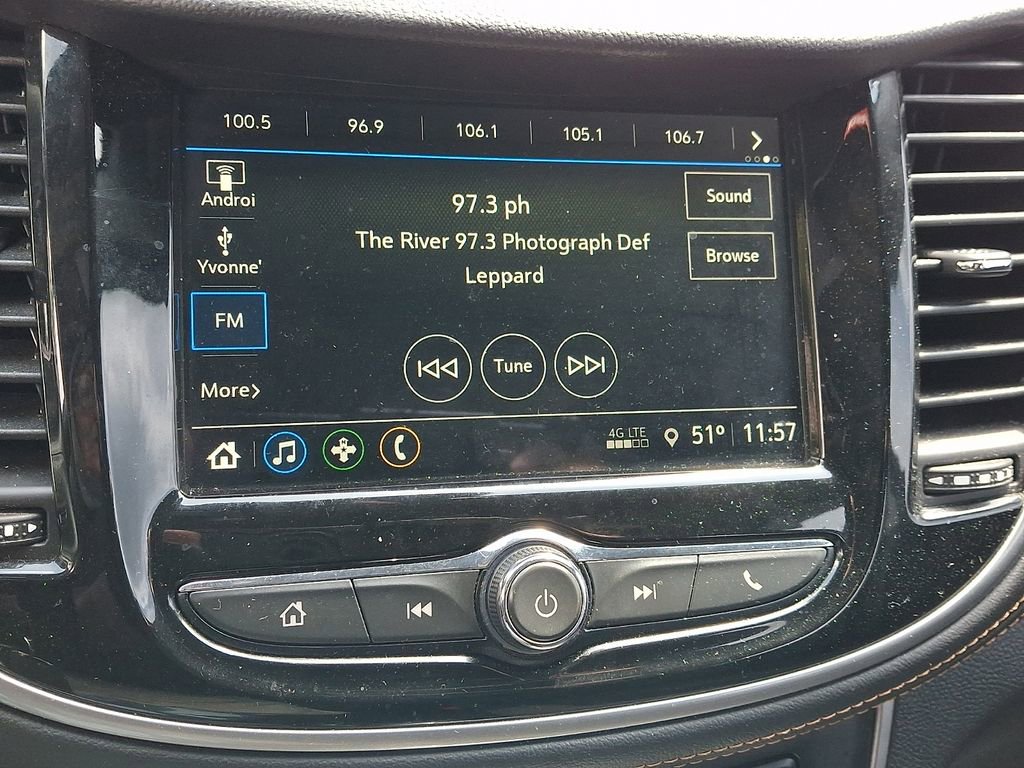 100.5 96.9 106.1 105.1 106.7
Androi
97.3 ph
Sound
The River 97.3 Photograph Def
Leppard
Browse
Yvonne'
FM
Tune
More
4G LTE
51° 11:57